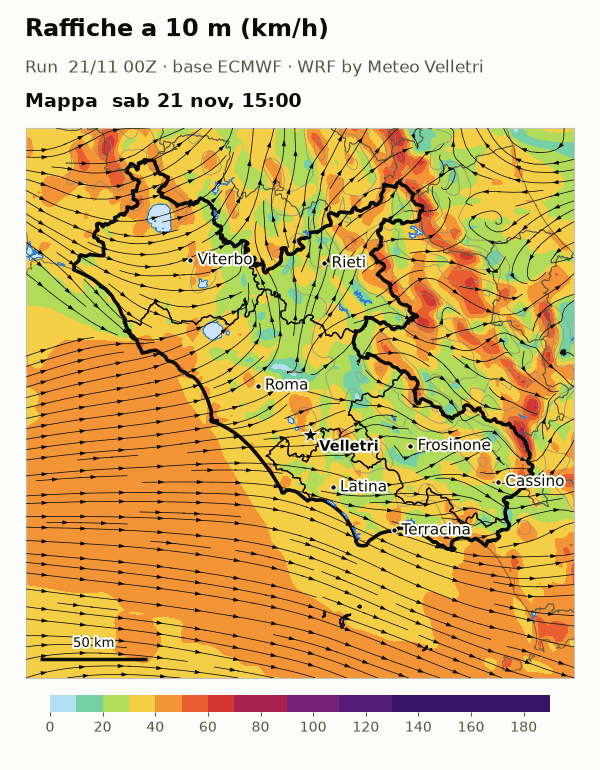 Raffiche a 10 m (km/h)
Run 21/11 00Z · base ECMWF · WRF by Meteo Velletri
Mappa sab 21 nov, 15:00
Viterbo
Rieti
Roma
Velletri
Frosinone
Latina
Cassino
Terracina
50 km
0 20 40 60 80 100 120 140 160 180